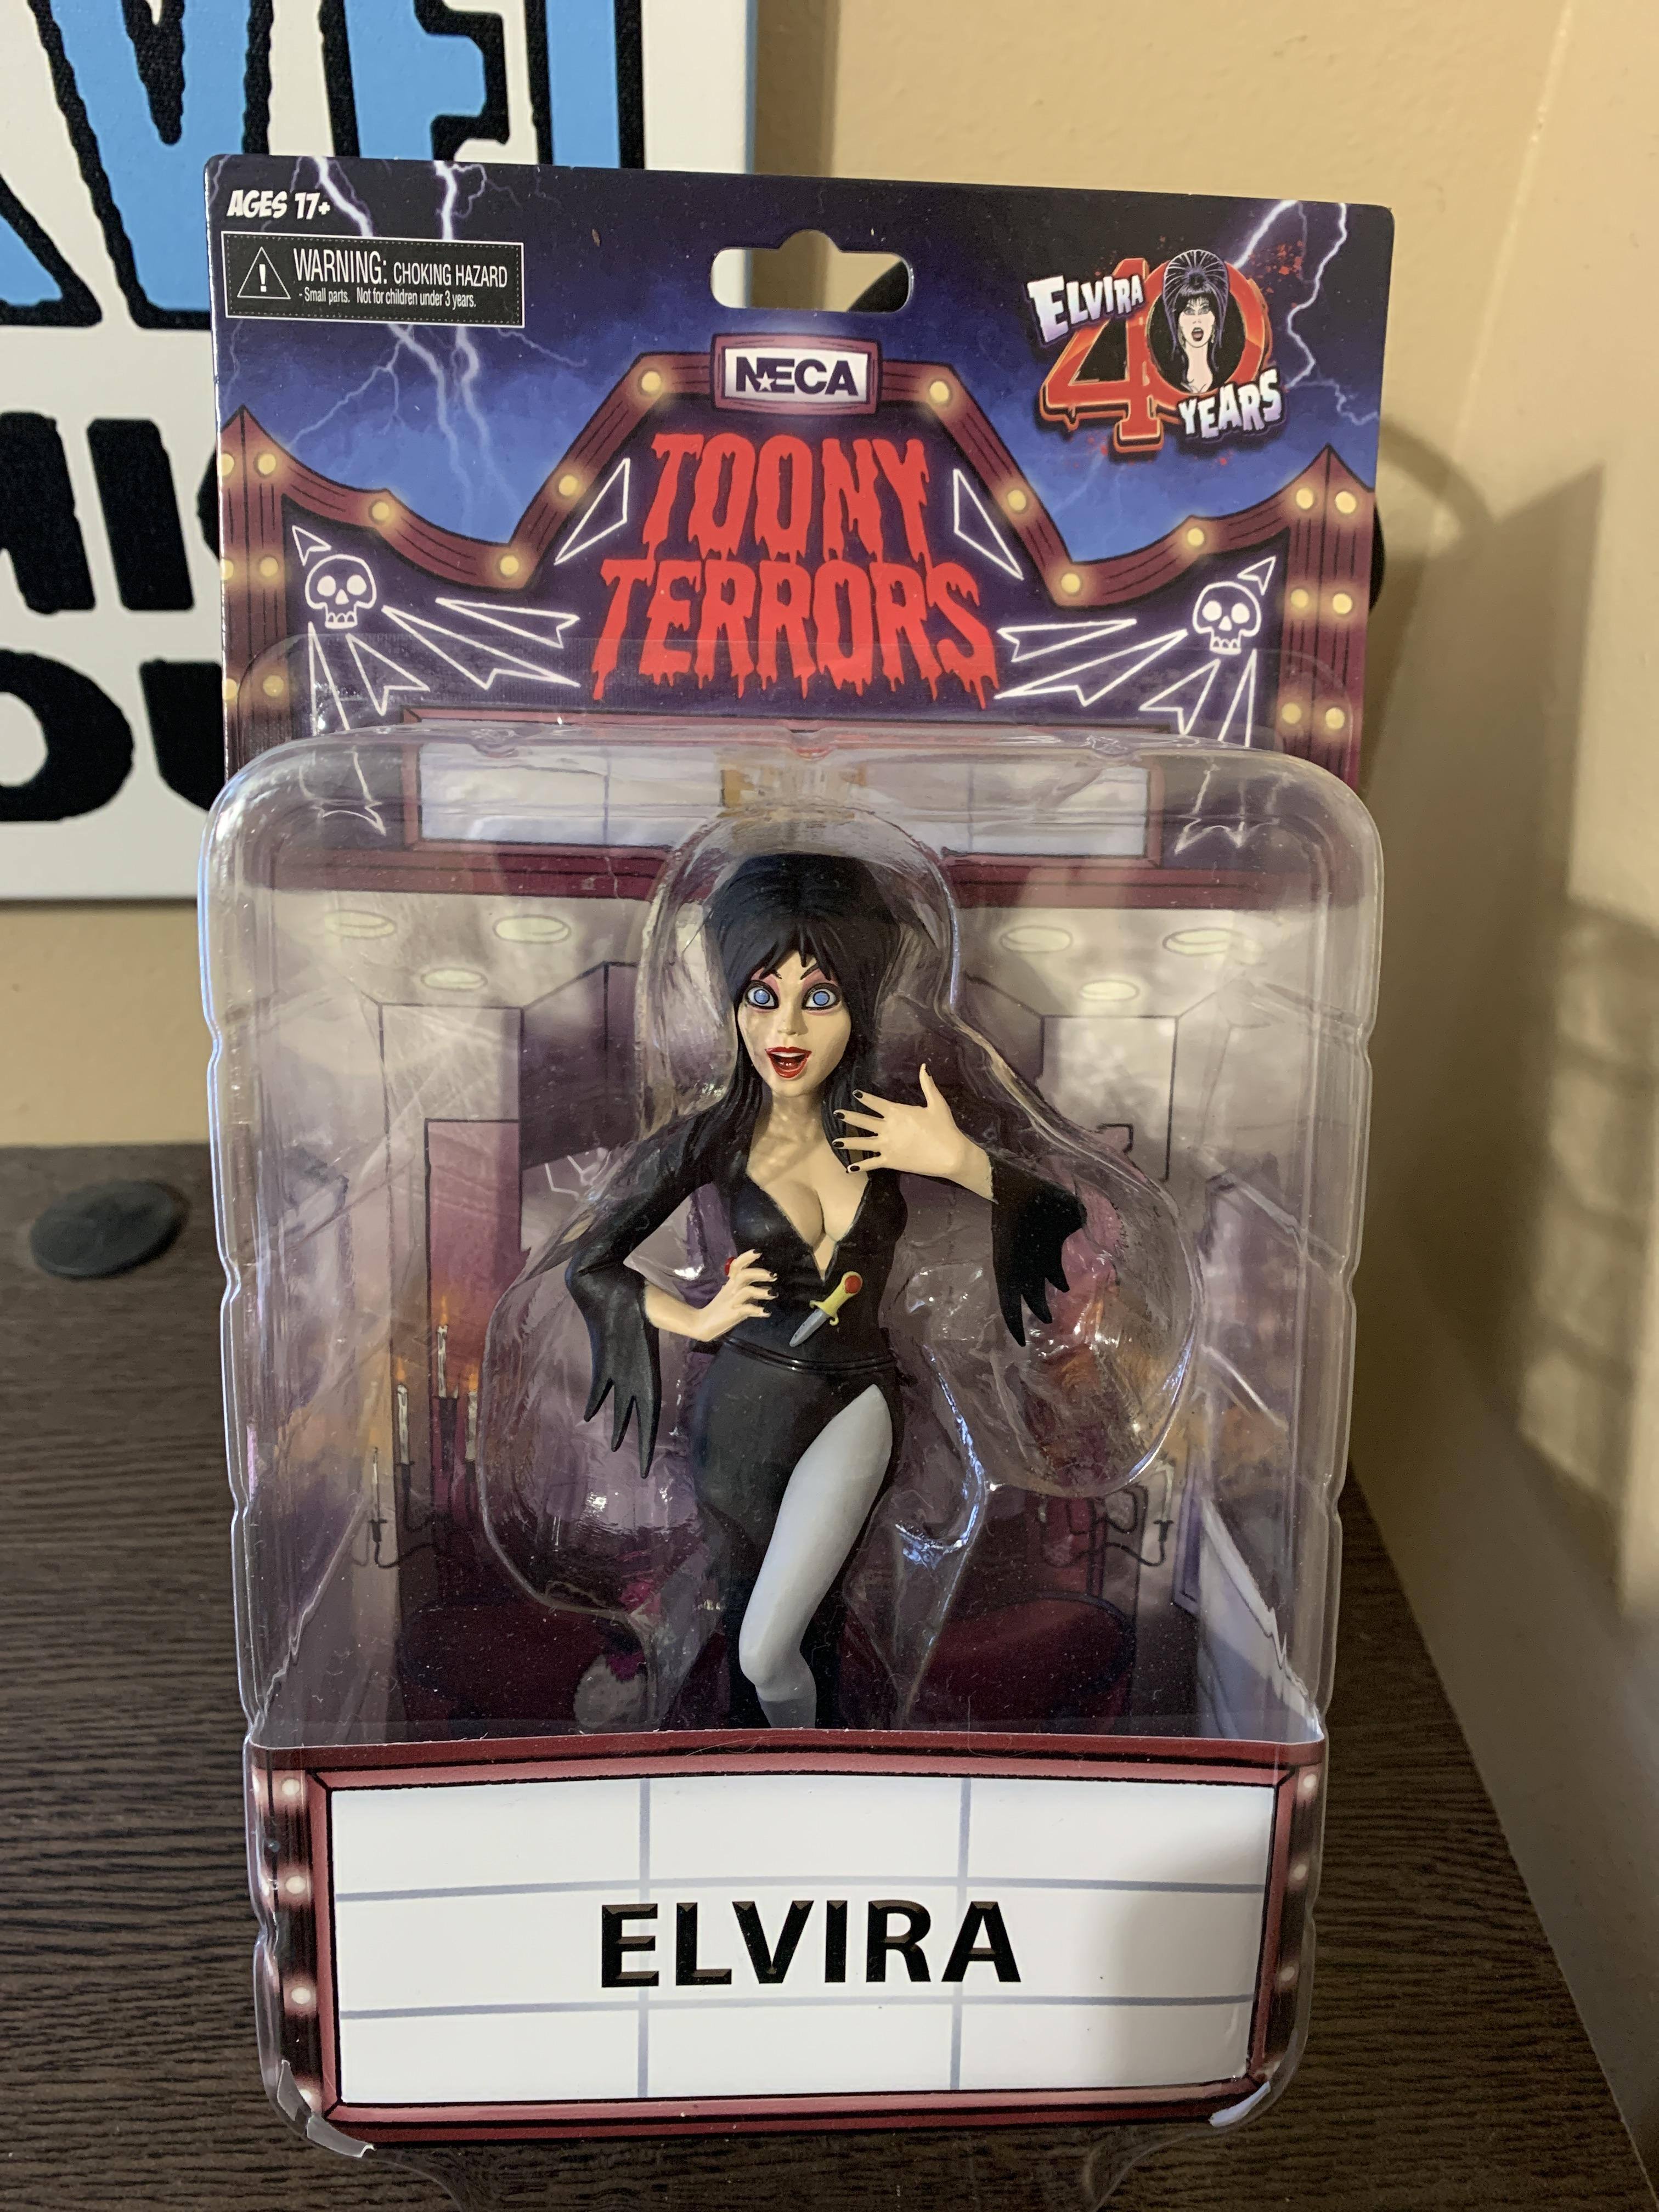 AGES 17+
WARNING: CHOKING HAZARD
- Small parts. Not for children under 3 years.
ELVIRA
40
YEARS
NECA
TOONY
TERRORS
ELVIRA